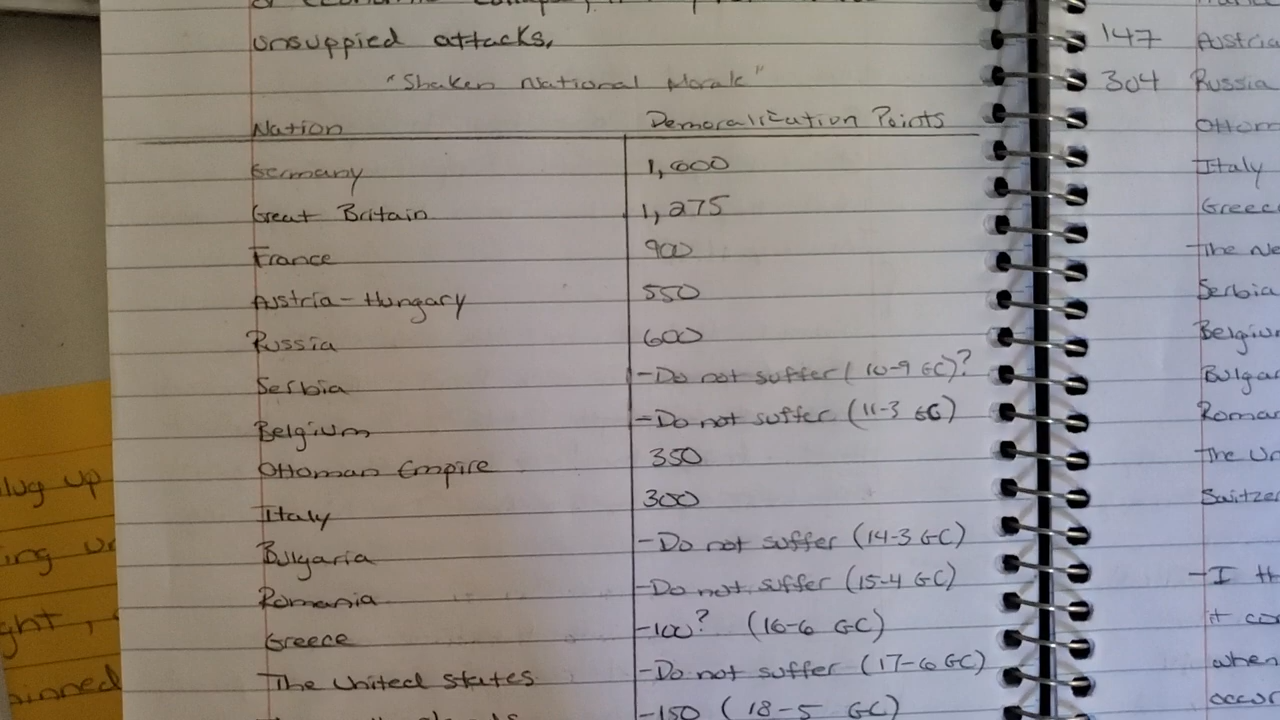 unsuppied attacks.
"Shaken National Morale"
Nation Demoralization Points
Germany 1,000
Great Britain 1,275
France 900
Austria-Hungary 550
Russia 600
Serbia -Do not suffer (10-9 GC)?
Belgium -Do not suffer (11-3 GC)
Ottoman Empire 350
Italy 300
Bulgaria -Do not suffer (14-3 GC)
Romania -Do not suffer (15-4 GC)
Greece -100? (16-6 GC)
The United States -Do not suffer (17-6 GC)
-150 (18-5 GC)
147 Austria
304 Russia
Ottom
Italy
Greec
The Ne
Serbia
Belgium
Bulgar
Roman
The Un
Switzer
-I th
it co
when
occur
lug up
ing un
ght,
anned